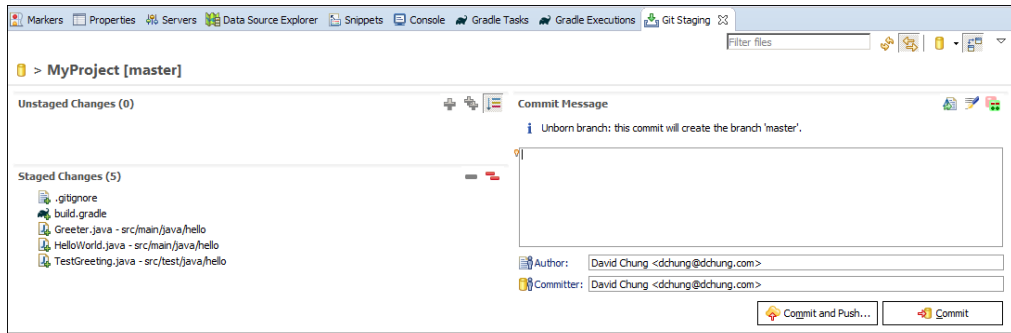 Markers Properties Servers Data Source Explorer Snippets Console Gradle Tasks Gradle Executions Git Staging
Filter files
> MyProject [master]
Unstaged Changes (0)
Commit Message
Unborn branch: this commit will create the branch 'master'.
Staged Changes (5)
.gitignore
build.gradle
Greeter.java - src/main/java/hello
HelloWorld.java - src/main/java/hello
TestGreeting.java - src/test/java/hello
Author: David Chung <dchung@dchung.com>
Committer: David Chung <dchung@dchung.com>
Commit and Push... Commit